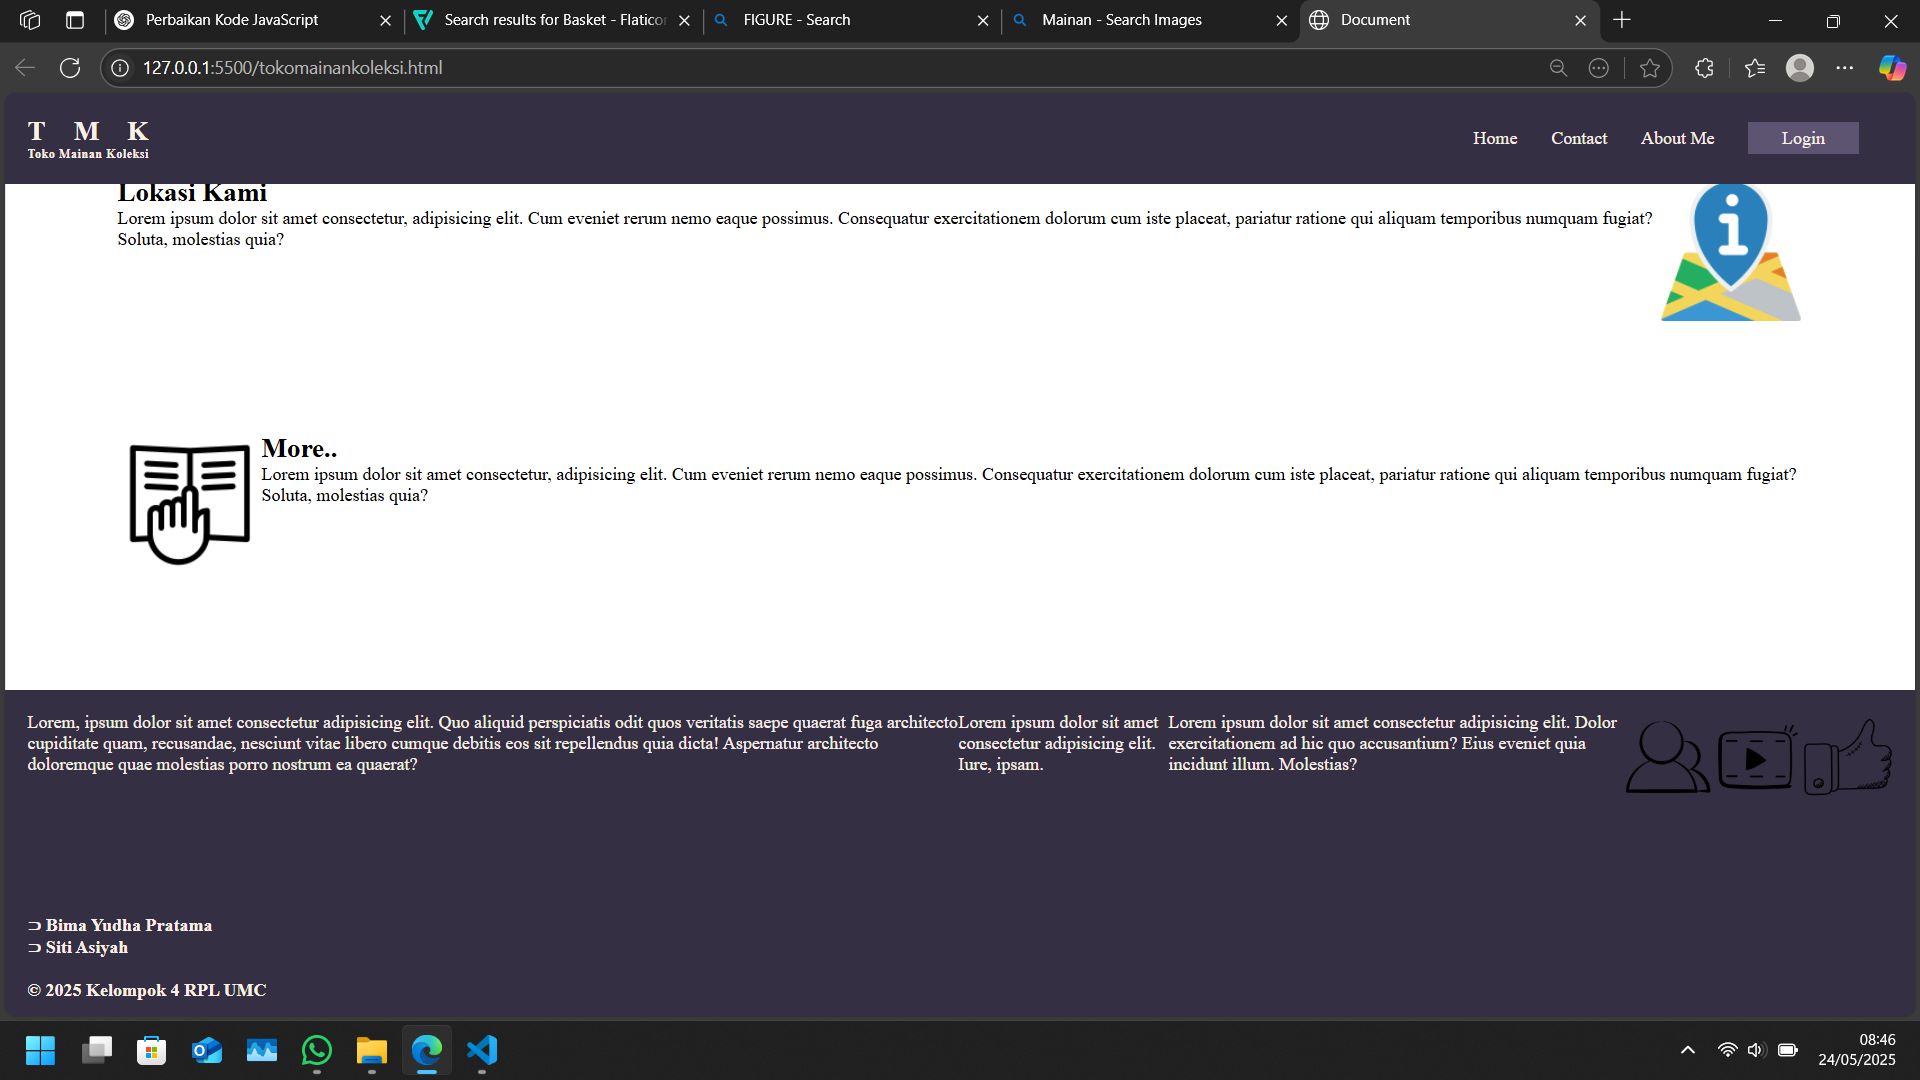 Perbaikan Kode JavaScript
Search results for Basket - Flaticon
FIGURE - Search
Mainan - Search Images
Document
127.0.0.1:5500/tokomainankoleksi.html
T M K
Toko Mainan Koleksi
Home
Contact
About Me
Login
Lokasi Kami
Lorem ipsum dolor sit amet consectetur, adipisicing elit. Cum eveniet rerum nemo eaque possimus. Consequatur exercitationem dolorum cum iste placeat, pariatur ratione qui aliquam temporibus numquam fugiat?
Soluta, molestias quia?
More..
Lorem ipsum dolor sit amet consectetur, adipisicing elit. Cum eveniet rerum nemo eaque possimus. Consequatur exercitationem dolorum cum iste placeat, pariatur ratione qui aliquam temporibus numquam fugiat?
Soluta, molestias quia?
Lorem, ipsum dolor sit amet consectetur adipisicing elit. Quo aliquid perspiciatis odit quos veritatis saepe quaerat fuga architecto
cupiditate quam, recusandae, nesciunt vitae libero cumque debitis eos sit repellendus quia dicta! Aspernatur architecto
doloremque quae molestias porro nostrum ea quaerat?
Lorem ipsum dolor sit amet
consectetur adipisicing elit.
Iure, ipsam.
Lorem ipsum dolor sit amet consectetur adipisicing elit. Dolor
exercitationem ad hic quo accusantium? Eius eveniet quia
incidunt illum. Molestias?
⊃ Bima Yudha Pratama
⊃ Siti Asiyah
© 2025 Kelompok 4 RPL UMC
08:46
24/05/2025